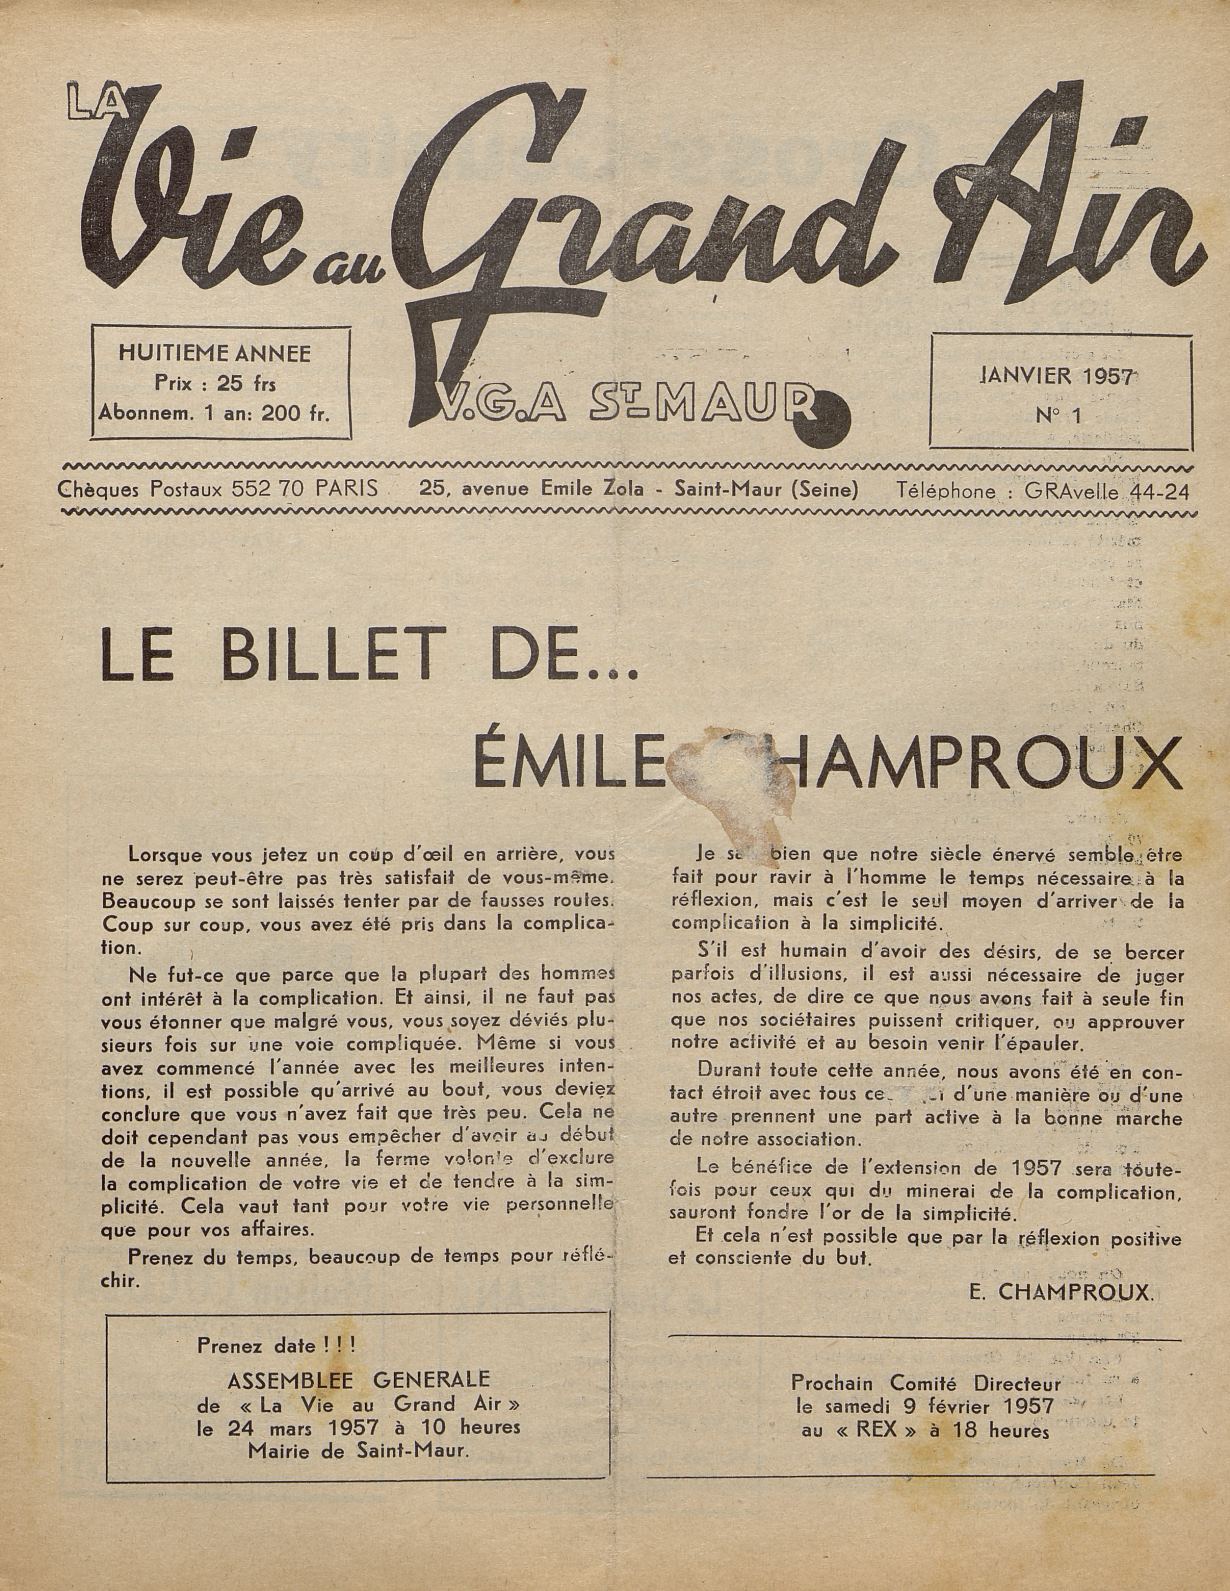 LA Vie au Grand Air
V.G.A ST-MAUR
HUITIEME ANNEE
Prix : 25 frs
Abonnem. 1 an: 200 fr.
JANVIER 1957
N° 1
Chèques Postaux 552 70 PARIS 25, avenue Emile Zola - Saint-Maur (Seine) Téléphone : GRAvelle 44-24
LE BILLET DE...
ÉMILE HAMPROUX
Lorsque vous jetez un coup d'œil en arrière, vous
ne serez peut-être pas très satisfait de vous-même.
Beaucoup se sont laissés tenter par de fausses routes.
Coup sur coup, vous avez été pris dans la complica-
tion.
Ne fut-ce que parce que la plupart des hommes
ont intérêt à la complication. Et ainsi, il ne faut pas
vous étonner que malgré vous, vous soyez déviés plu-
sieurs fois sur une voie compliquée. Même si vous
avez commencé l'année avec les meilleures inten-
tions, il est possible qu'arrivé au bout, vous deviez
conclure que vous n'avez fait que très peu. Cela ne
doit cependant pas vous empêcher d'avoir au début
de la nouvelle année, la ferme volonte d'exclure
la complication de votre vie et de tendre à la sim-
plicité. Cela vaut tant pour votre vie personnelle
que pour vos affaires.
Prenez du temps, beaucoup de temps pour réflé-
chir.
Prenez date ! ! !
ASSEMBLEE GENERALE
de « La Vie au Grand Air »
le 24 mars 1957 à 10 heures
Mairie de Saint-Maur.
Je bien que notre siècle énervé semble être
fait pour ravir à l'homme le temps nécessaire à la
réflexion, mais c'est le seul moyen d'arriver de la
complication à la simplicité.
S'il est humain d'avoir des désirs, de se bercer
parfois d'illusions, il est aussi nécessaire de juger
nos actes, de dire ce que nous avons fait à seule fin
que nos sociétaires puissent critiquer, ou approuver
notre activité et au besoin venir l'épauler.
Durant toute cette année, nous avons été en con-
tact étroit avec tous d'une manière ou d'une
autre prennent une part active à la bonne marche
de notre association.
Le bénéfice de l'extension de 1957 sera toute-
fois pour ceux qui du minerai de la complication,
sauront fondre l'or de la simplicité.
Et cela n'est possible que par la réflexion positive
et consciente du but.
E. CHAMPROUX.
Prochain Comité Directeur
le samedi 9 février 1957
au « REX » à 18 heures